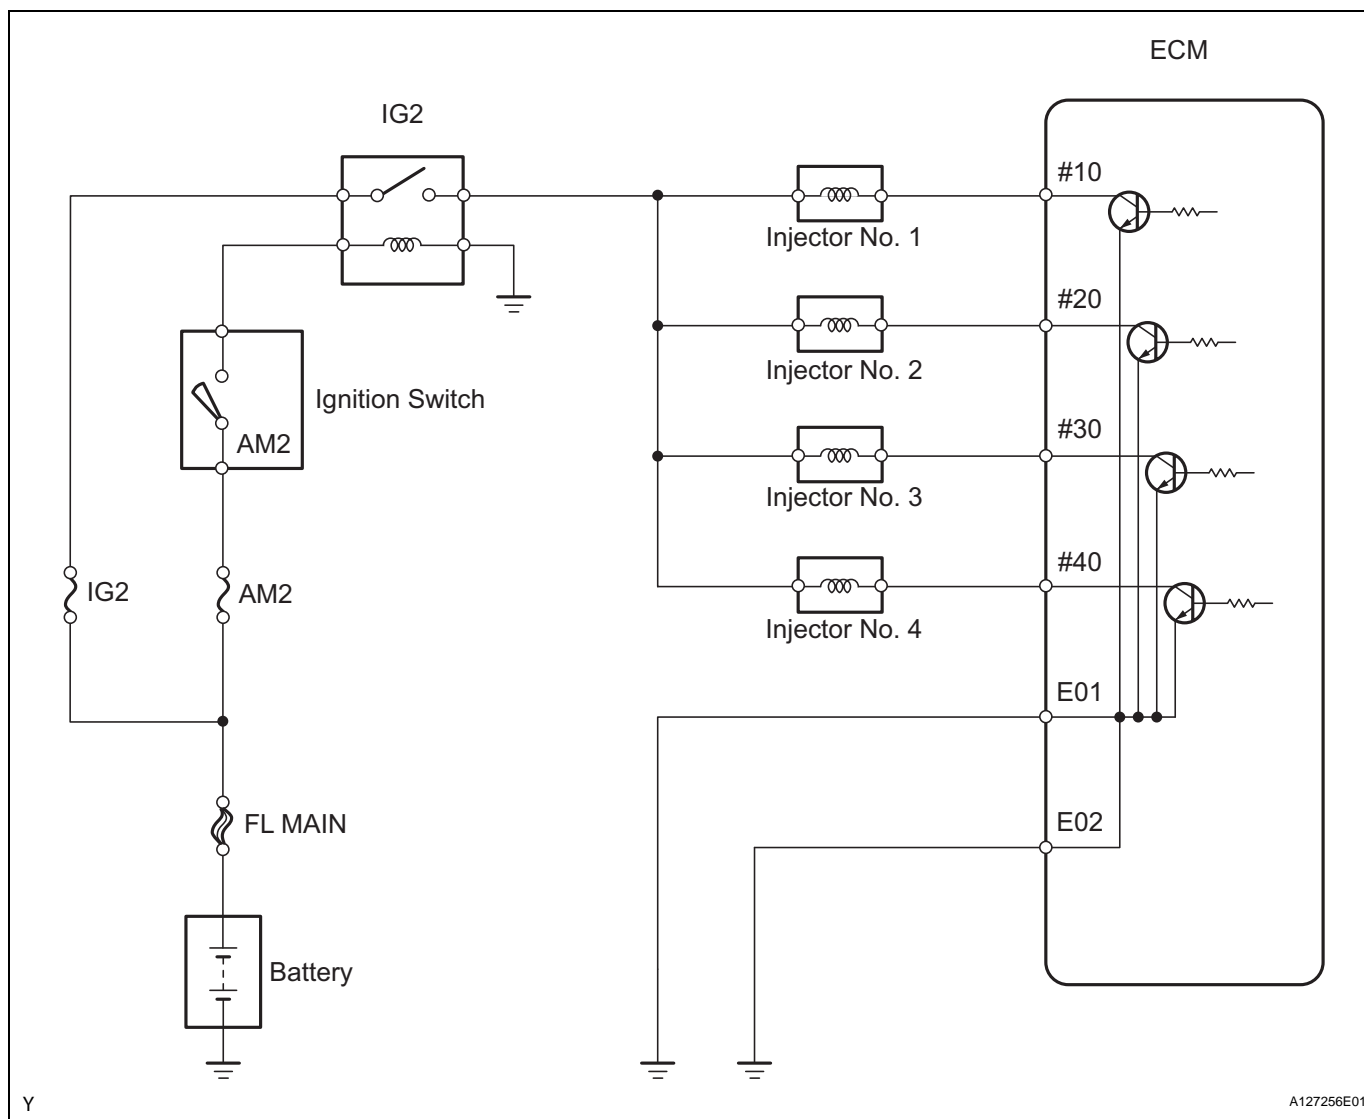 ECM
IG2
#10
Injector No. 1
#20
Injector No. 2
Ignition Switch
AM2
#30
Injector No. 3
#40
IG2
AM2
Injector No. 4
E01
FL MAIN
E02
Battery
Y
A127256E01